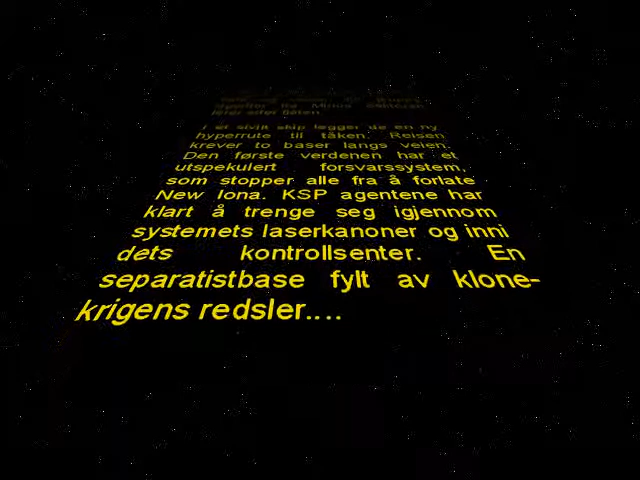 I et sivilt skip legger de en ny
hyperrute til tåken. Reisen
krever to baser langs veien.
Den første verdenen har et
utspekulert forsvarssystem,
som stopper alle fra å forlate
New Iona. KSP agentene har
klart å trenge seg igjennom
systemets laserkanoner og inni
dets kontrollsenter. En
separatistbase fylt av klone-
krigens redsler....